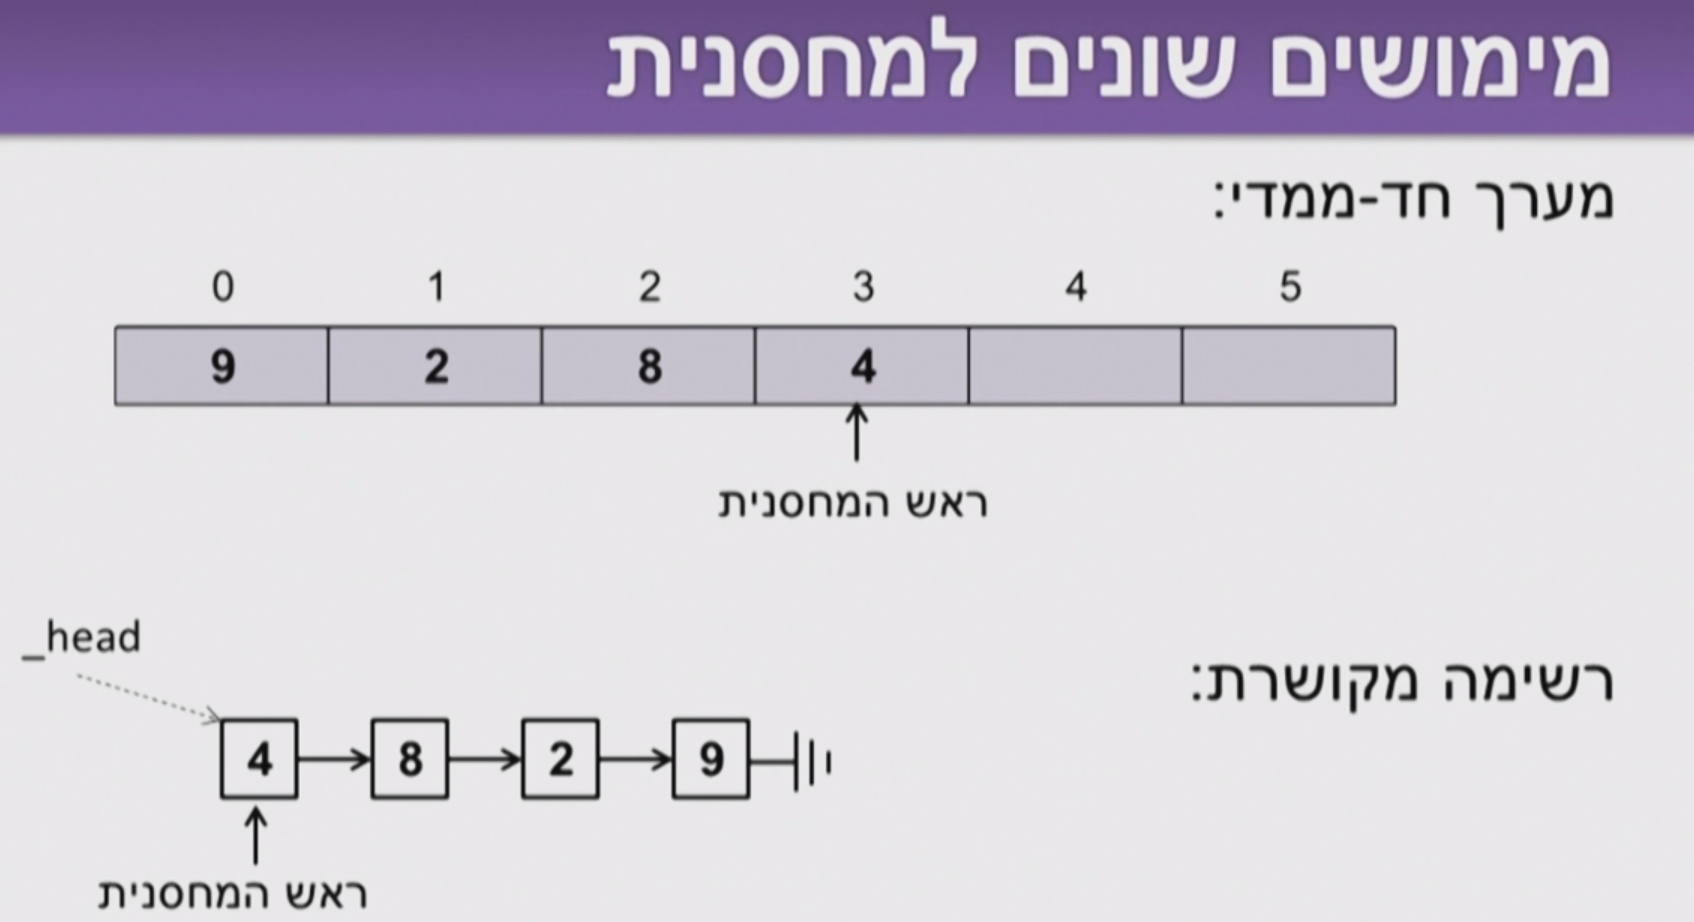 מימושים שונים למחסנית
מערך חד-ממדי:
0 1 2 3 4 5
9 2 8 4
ראש המחסנית
רשימה מקושרת:
_head
4 8 2 9
ראש המחסנית